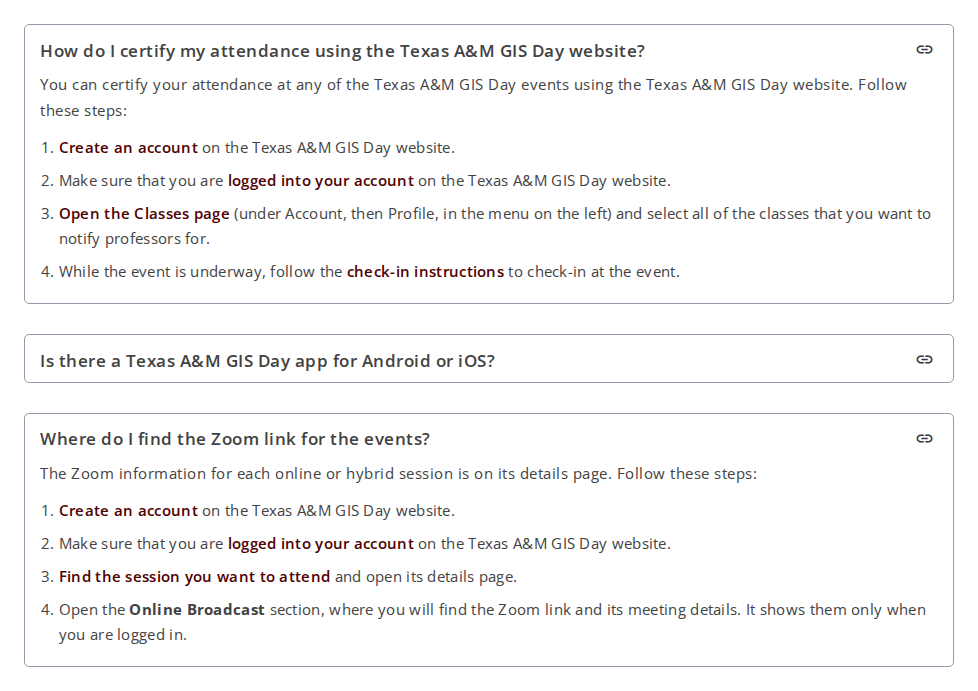 How do I certify my attendance using the Texas A&M GIS Day website?
You can certify your attendance at any of the Texas A&M GIS Day events using the Texas A&M GIS Day website. Follow
these steps:
1. Create an account on the Texas A&M GIS Day website.
2. Make sure that you are logged into your account on the Texas A&M GIS Day website.
3. Open the Classes page (under Account, then Profile, in the menu on the left) and select all of the classes that you want to
notify professors for.
4. While the event is underway, follow the check-in instructions to check-in at the event.
Is there a Texas A&M GIS Day app for Android or iOS?
Where do I find the Zoom link for the events?
The Zoom information for each online or hybrid session is on its details page. Follow these steps:
1. Create an account on the Texas A&M GIS Day website.
2. Make sure that you are logged into your account on the Texas A&M GIS Day website.
3. Find the session you want to attend and open its details page.
4. Open the Online Broadcast section, where you will find the Zoom link and its meeting details. It shows them only when
you are logged in.